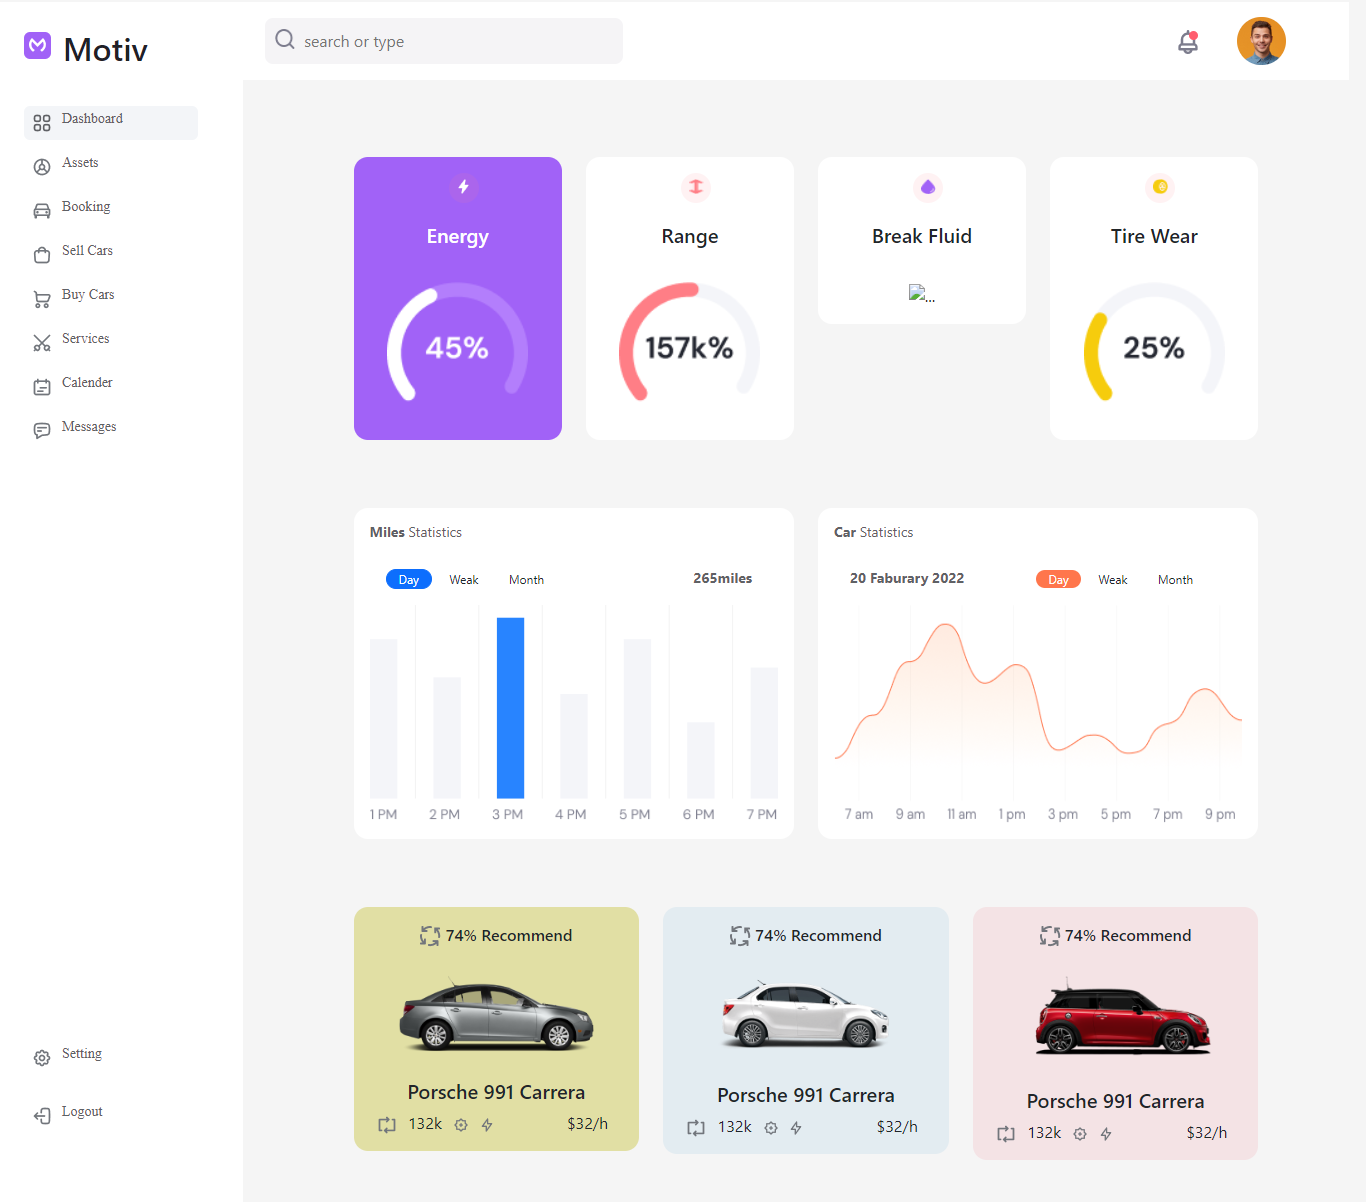 Motiv
search or type
Dashboard
Assets
Booking
Sell Cars
Buy Cars
Services
Calender
Messages
Setting
Logout
Energy
45%
Range
157k%
Break Fluid
...
Tire Wear
25%
Miles Statistics
Day Weak Month 265miles
1 PM 2 PM 3 PM 4 PM 5 PM 6 PM 7 PM
Car Statistics
20 Faburary 2022 Day Weak Month
7 am 9 am 11 am 1 pm 3 pm 5 pm 7 pm 9 pm
74% Recommend
Porsche 991 Carrera
132k $32/h
74% Recommend
Porsche 991 Carrera
132k $32/h
74% Recommend
Porsche 991 Carrera
132k $32/h